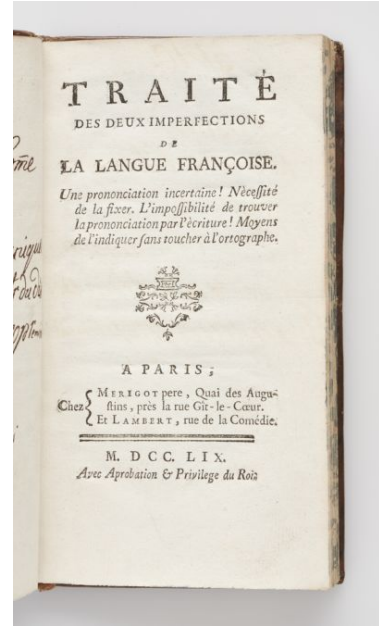 TRAITÉ
DES DEUX IMPERFECTIONS
DE
LA LANGUE FRANÇOISE.
Une prononciation incertaine ! Nécessité
de la fixer. L'impossibilité de trouver
la prononciation par l'écriture ! Moyens
de l'indiquer sans toucher à l'ortographe.
A PARIS ;
Chez { MERIGOT pere, Quai des Augu-
stins, près la rue Gît-le-Cœur.
Et LAMBERT, rue de la Comédie.
M. DCC. LIX.
Avec Aprobation & Privilege du Roi.